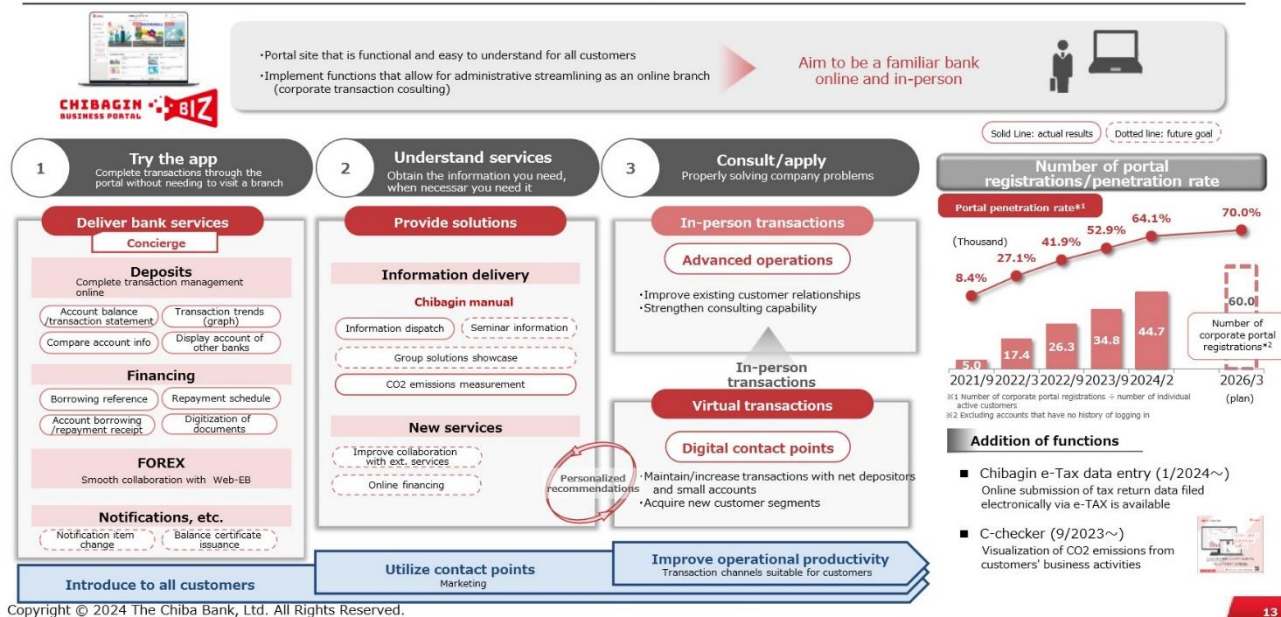 ・Portal site that is functional and easy to understand for all customers
・Implement functions that allow for administrative streamlining as an online branch
(corporate transaction cosulting)
Aim to be a familiar bank
online and in-person
CHIBAGIN BIZ
BUSINESS PORTAL
Solid Line: actual results
Dotted line: future goal
1
Try the app
Complete transactions through the
portal without needing to visit a branch
2
Understand services
Obtain the information you need,
when necessar you need it
3
Consult/apply
Properly solving company problems
Deliver bank services
Concierge
Deposits
Complete transaction management
online
Account balance
/transaction statement
Transaction trends
(graph)
Compare account info
Display account of
other banks
Financing
Borrowing reference
Repayment schedule
Account borrowing
/repayment receipt
Digitization of
documents
FOREX
Smooth collaboration with Web-EB
Notifications, etc.
Notification item
change
Balance certificate
issuance
Provide solutions
Information delivery
Chibagin manual
Information dispatch
Seminar information
Group solutions showcase
CO2 emissions measurement
New services
Improve collaboration
with ext. services
Online financing
Personalized
recommendations
In-person transactions
Advanced operations
・Improve existing customer relationships
・Strengthen consulting capability
In-person
transactions
Virtual transactions
Digital contact points
・Maintain/increase transactions with net depositors
and small accounts
・Acquire new customer segments
Introduce to all customers
Utilize contact points
Marketing
Improve operational productivity
Transaction channels suitable for customers
Number of portal
registrations/penetration rate
Portal penetration rate*1
(Thousand)
8.4%
27.1%
41.9%
52.9%
64.1%
70.0%
5.0
17.4
26.3
34.8
44.7
60.0
Number of
corporate portal
registrations*2
2021/9 2022/3 2022/9 2023/9 2024/2 2026/3
(plan)
※1 Number of corporate portal registrations ÷ number of individual
active customers
※2 Excluding accounts that have no history of logging in
Addition of functions
■ Chibagin e-Tax data entry (1/2024～)
Online submission of tax return data filed
electronically via e-TAX is available
■ C-checker (9/2023～)
Visualization of CO2 emissions from
customers' business activities
Copyright © 2024 The Chiba Bank, Ltd. All Rights Reserved.
13